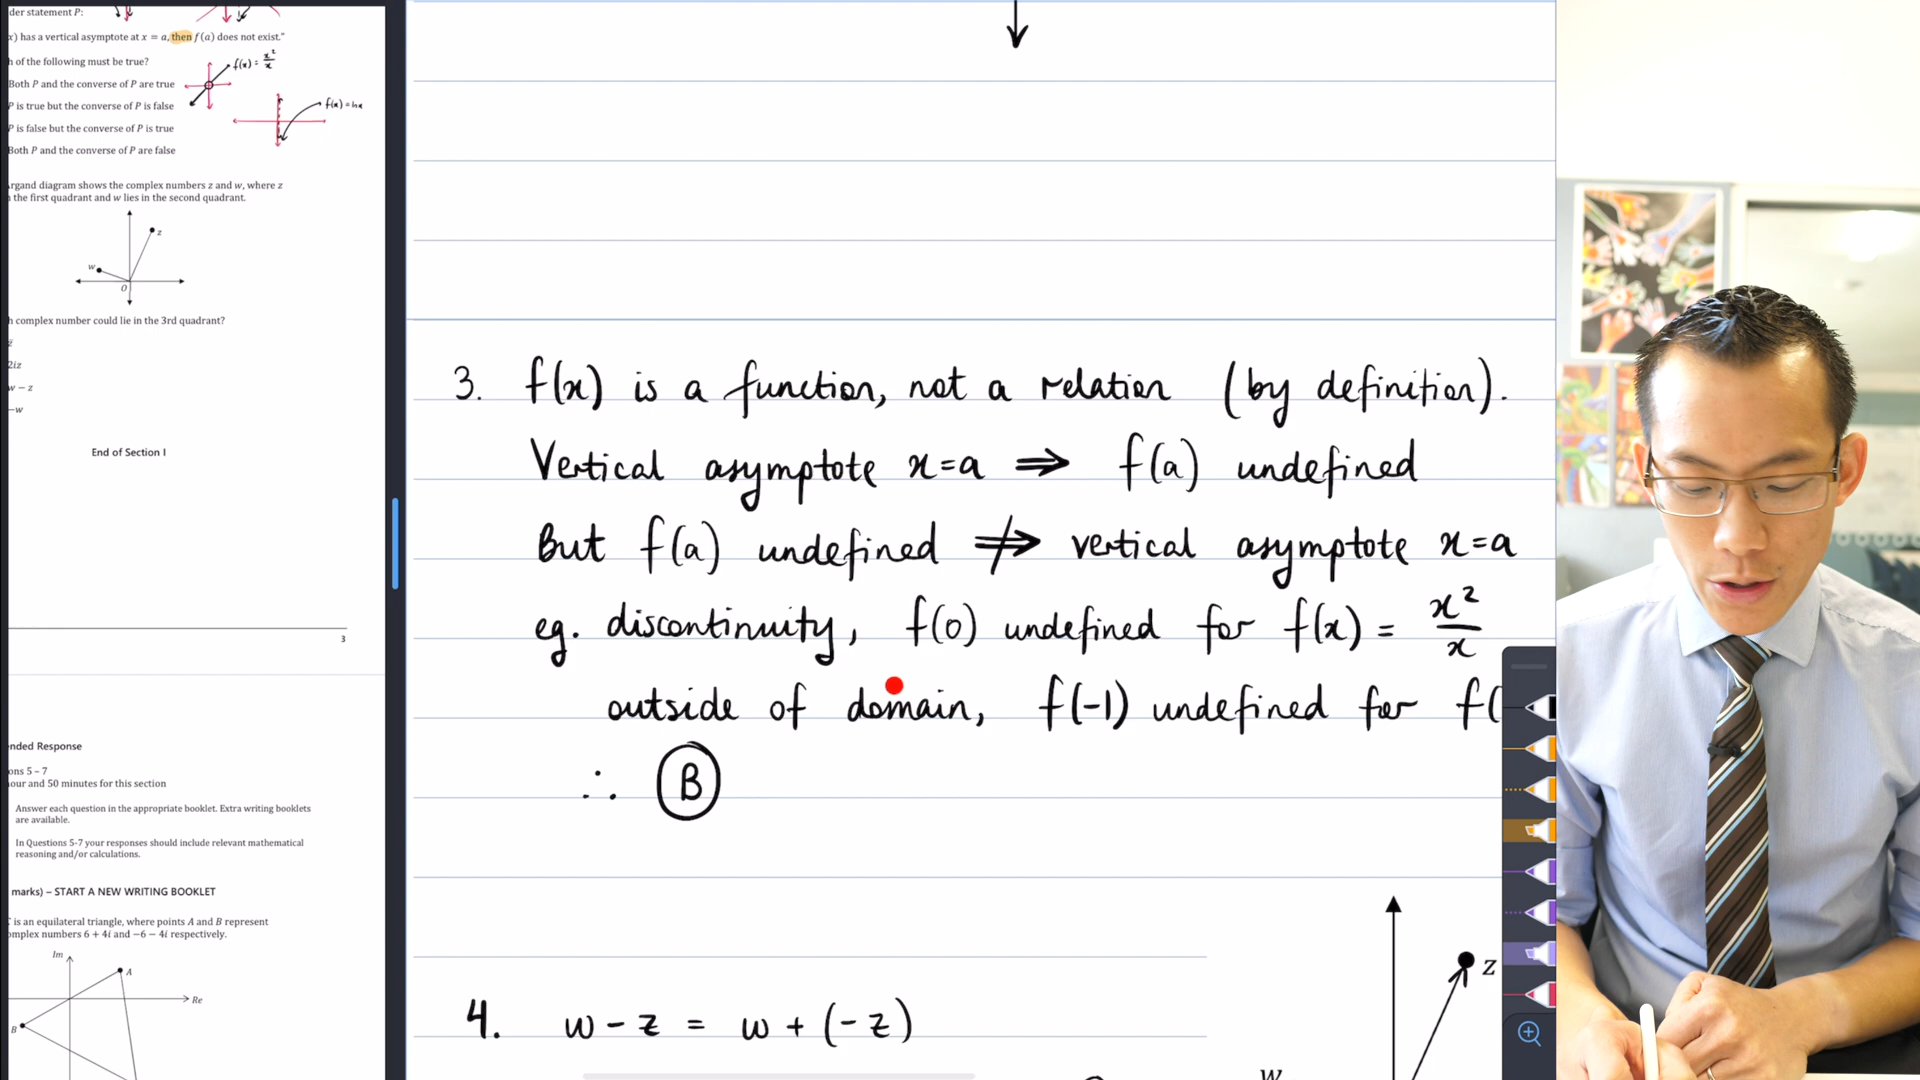 der statement P:
x) has a vertical asymptote at x = a, then f(a) does not exist."
h of the following must be true?
Both P and the converse of P are true
P is true but the converse of P is false
P is false but the converse of P is true
Both P and the converse of P are false
f(x) = x²/x
f(x) = ln x
Argand diagram shows the complex numbers z and w, where z
the first quadrant and w lies in the second quadrant.
z
w
O
h complex number could lie in the 3rd quadrant?
2iz
w − z
−w
End of Section I
3
nded Response
ons 5 – 7
our and 50 minutes for this section
Answer each question in the appropriate booklet. Extra writing booklets
are available.
In Questions 5-7 your responses should include relevant mathematical
reasoning and/or calculations.
marks) – START A NEW WRITING BOOKLET
is an equilateral triangle, where points A and B represent
omplex numbers 6 + 4i and −6 − 4i respectively.
Im
A
Re
B
3. f(x) is a function, not a relation (by definition).
Vertical asymptote x=a ⇒ f(a) undefined
But f(a) undefined ⇏ vertical asymptote x=a
eg. discontinuity, f(0) undefined for f(x) = x²/x
outside of domain, f(-1) undefined for f(
∴ B
4. w - z = w + (-z)
z
w